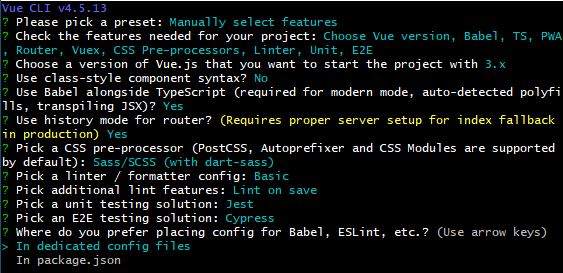 Vue CLI v4.5.13
? Please pick a preset: Manually select features
? Check the features needed for your project: Choose Vue version, Babel, TS, PWA
, Router, Vuex, CSS Pre-processors, Linter, Unit, E2E
? Choose a version of Vue.js that you want to start the project with 3.x
? Use class-style component syntax? No
? Use Babel alongside TypeScript (required for modern mode, auto-detected polyfi
lls, transpiling JSX)? Yes
? Use history mode for router? (Requires proper server setup for index fallback
in production) Yes
? Pick a CSS pre-processor (PostCSS, Autoprefixer and CSS Modules are supported
by default): Sass/SCSS (with dart-sass)
? Pick a linter / formatter config: Basic
? Pick additional lint features: Lint on save
? Pick a unit testing solution: Jest
? Pick an E2E testing solution: Cypress
? Where do you prefer placing config for Babel, ESLint, etc.? (Use arrow keys)
> In dedicated config files
In package.json